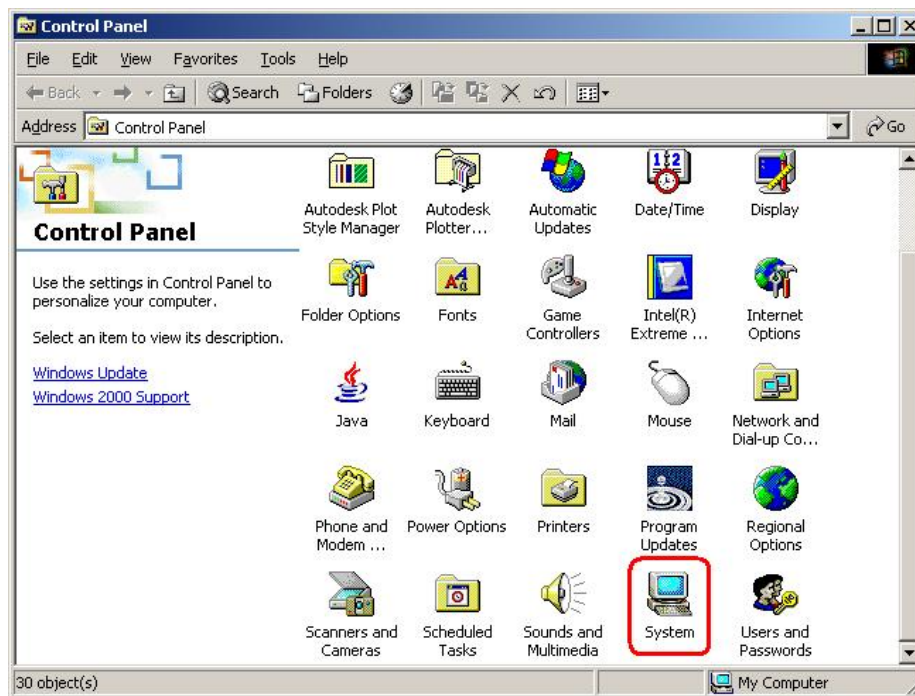 Control Panel
File Edit View Favorites Tools Help
Back Search Folders
Address Control Panel Go
Control Panel
Use the settings in Control Panel to
personalize your computer.
Select an item to view its description.
Windows Update
Windows 2000 Support
Autodesk Plot
Style Manager
Autodesk
Plotter...
Automatic
Updates
Date/Time
Display
Folder Options
Fonts
Game
Controllers
Intel(R)
Extreme ...
Internet
Options
Java
Keyboard
Mail
Mouse
Network and
Dial-up Co...
Phone and
Modem ...
Power Options
Printers
Program
Updates
Regional
Options
Scanners and
Cameras
Scheduled
Tasks
Sounds and
Multimedia
System
Users and
Passwords
30 object(s) My Computer